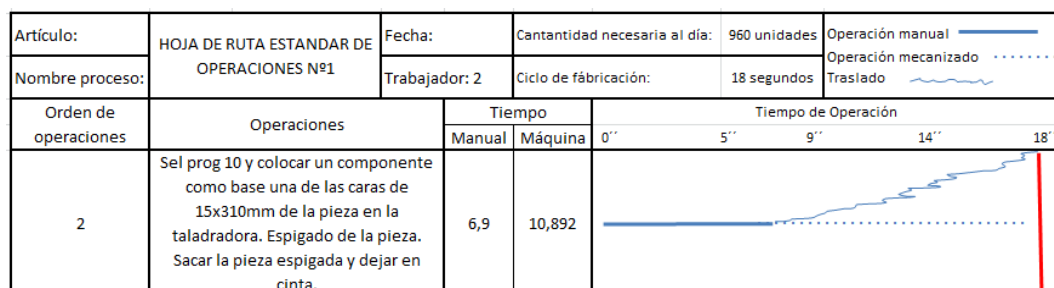 Artículo:
HOJA DE RUTA ESTANDAR DE
OPERACIONES Nº1
Fecha:
Cantantidad necesaria al día:
960 unidades
Operación manual
Operación mecanizado
Nombre proceso:
Trabajador: 2
Ciclo de fábricación:
18 segundos
Traslado
Orden de
operaciones
Operaciones
Tiempo
Tiempo de Operación
Manual
Máquina
0´´
5´´
9´´
14´´
18´´
2
Sel prog 10 y colocar un componente
como base una de las caras de
15x310mm de la pieza en la
taladradora. Espigado de la pieza.
Sacar la pieza espigada y dejar en
cinta.
6,9
10,892